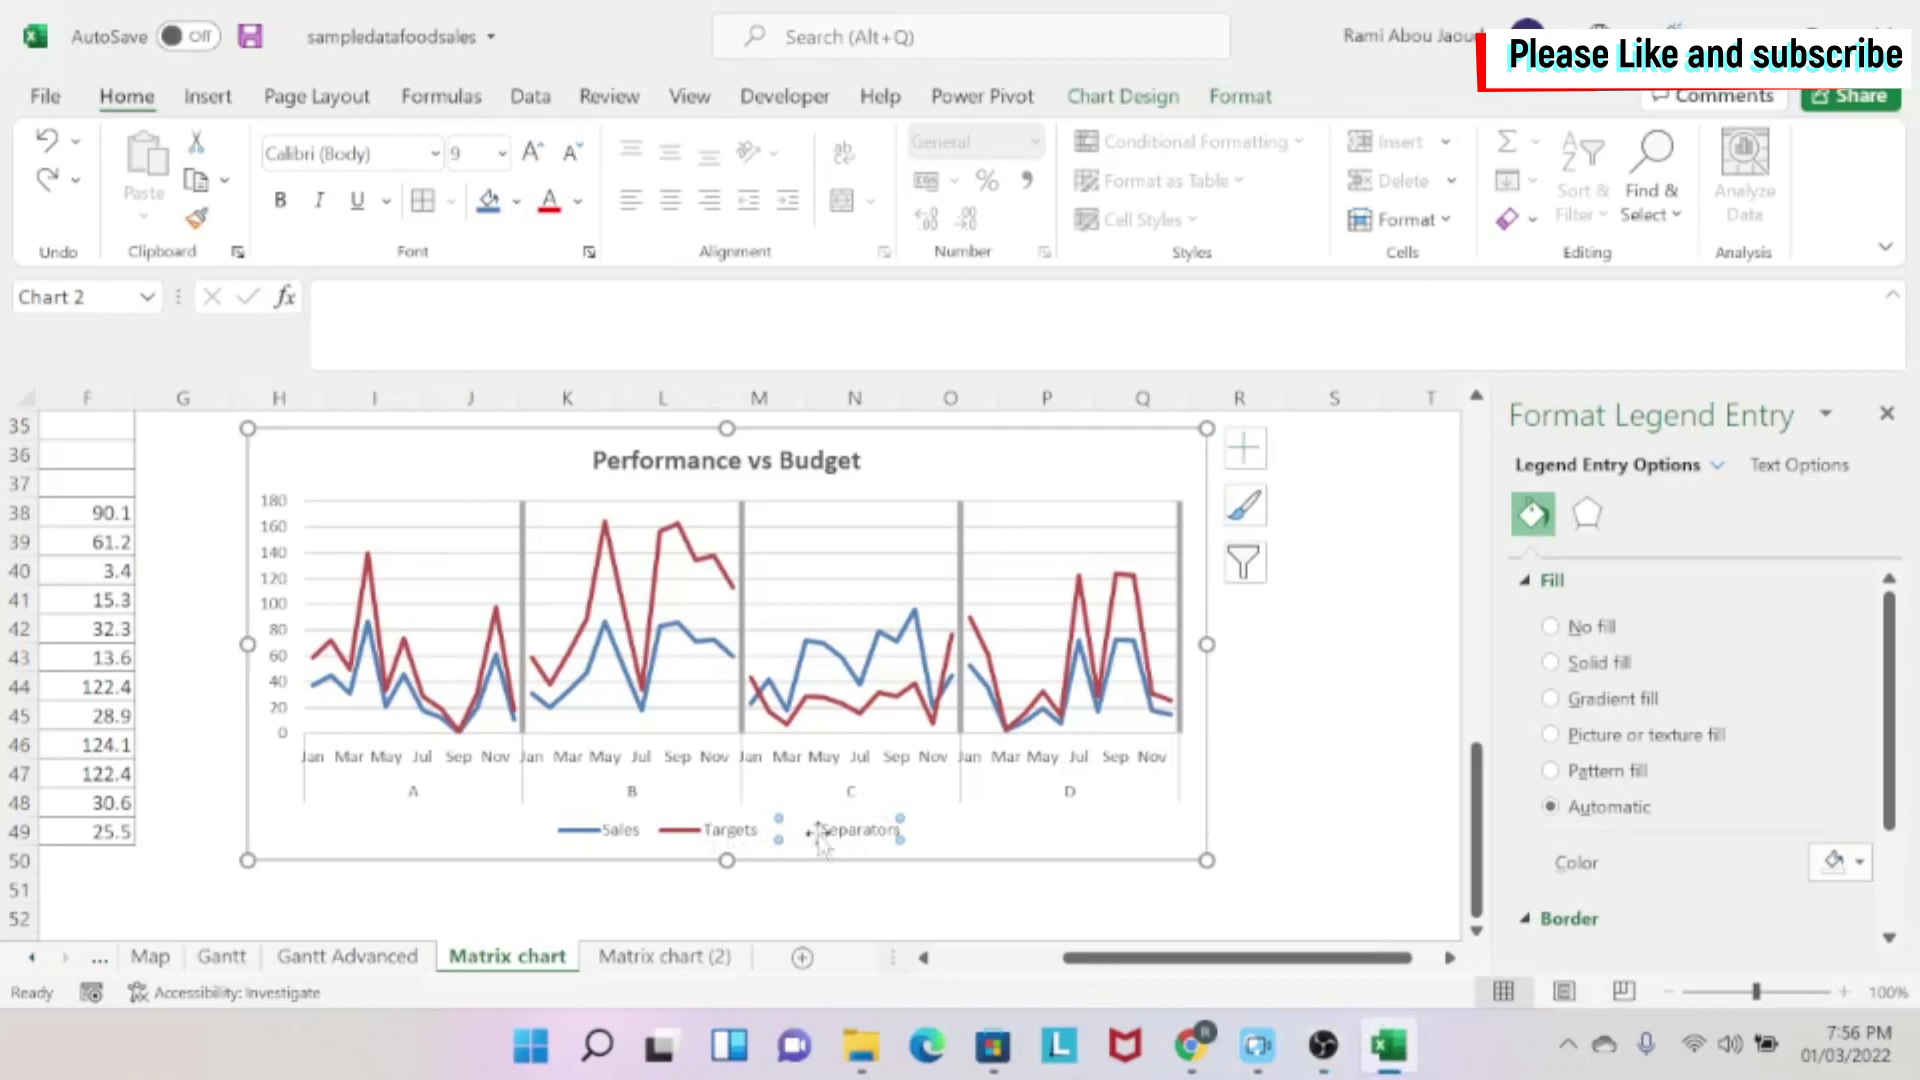 AutoSave Off sampledatafoodsales Search (Alt+Q) Rami Abou Jaoud
Please Like and subscribe
File Home Insert Page Layout Formulas Data Review View Developer Help Power Pivot Chart Design Format Comments Share
Calibri (Body) 9 General Conditional Formatting Insert
Paste Format as Table Delete Sort & Find & Analyze
B I U Cell Styles Format Filter Select Data
Undo Clipboard Font Alignment Number Styles Cells Editing Analysis
Chart 2 fx
F G H I J K L M N O P Q R S T
35
36
37
38 90.1
39 61.2
40 3.4
41 15.3
42 32.3
43 13.6
44 122.4
45 28.9
46 124.1
47 122.4
48 30.6
49 25.5
50
51
52
Performance vs Budget
180
160
140
120
100
80
60
40
20
0
Jan Mar May Jul Sep Nov Jan Mar May Jul Sep Nov Jan Mar May Jul Sep Nov Jan Mar May Jul Sep Nov
A B C D
Sales Targets Separators
Format Legend Entry
Legend Entry Options Text Options
Fill
No fill
Solid fill
Gradient fill
Picture or texture fill
Pattern fill
Automatic
Color
Border
... Map Gantt Gantt Advanced Matrix chart Matrix chart (2)
Ready Accessibility: Investigate 100%
7:56 PM
01/03/2022